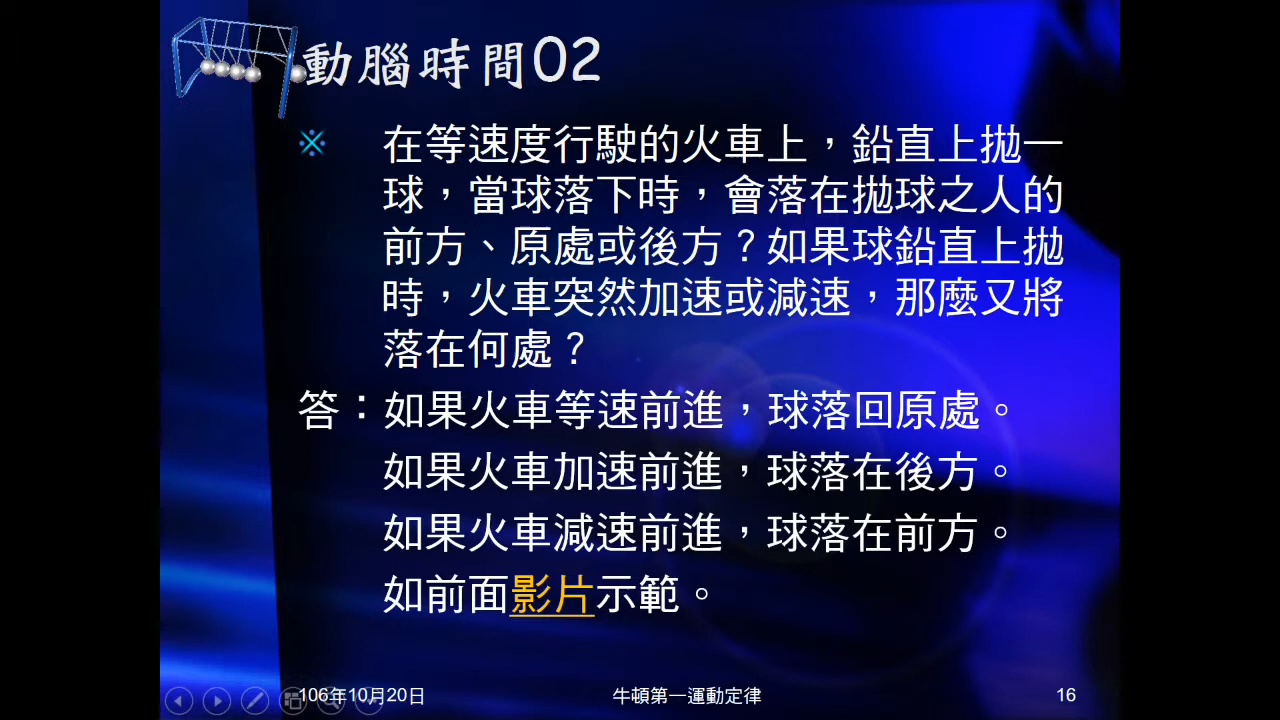 動腦時間02
※ 在等速度行駛的火車上，鉛直上拋一
球，當球落下時，會落在拋球之人的
前方、原處或後方？如果球鉛直上拋
時，火車突然加速或減速，那麼又將
落在何處？
答：如果火車等速前進，球落回原處。
如果火車加速前進，球落在後方。
如果火車減速前進，球落在前方。
如前面影片示範。
106年10月20日
牛頓第一運動定律
16